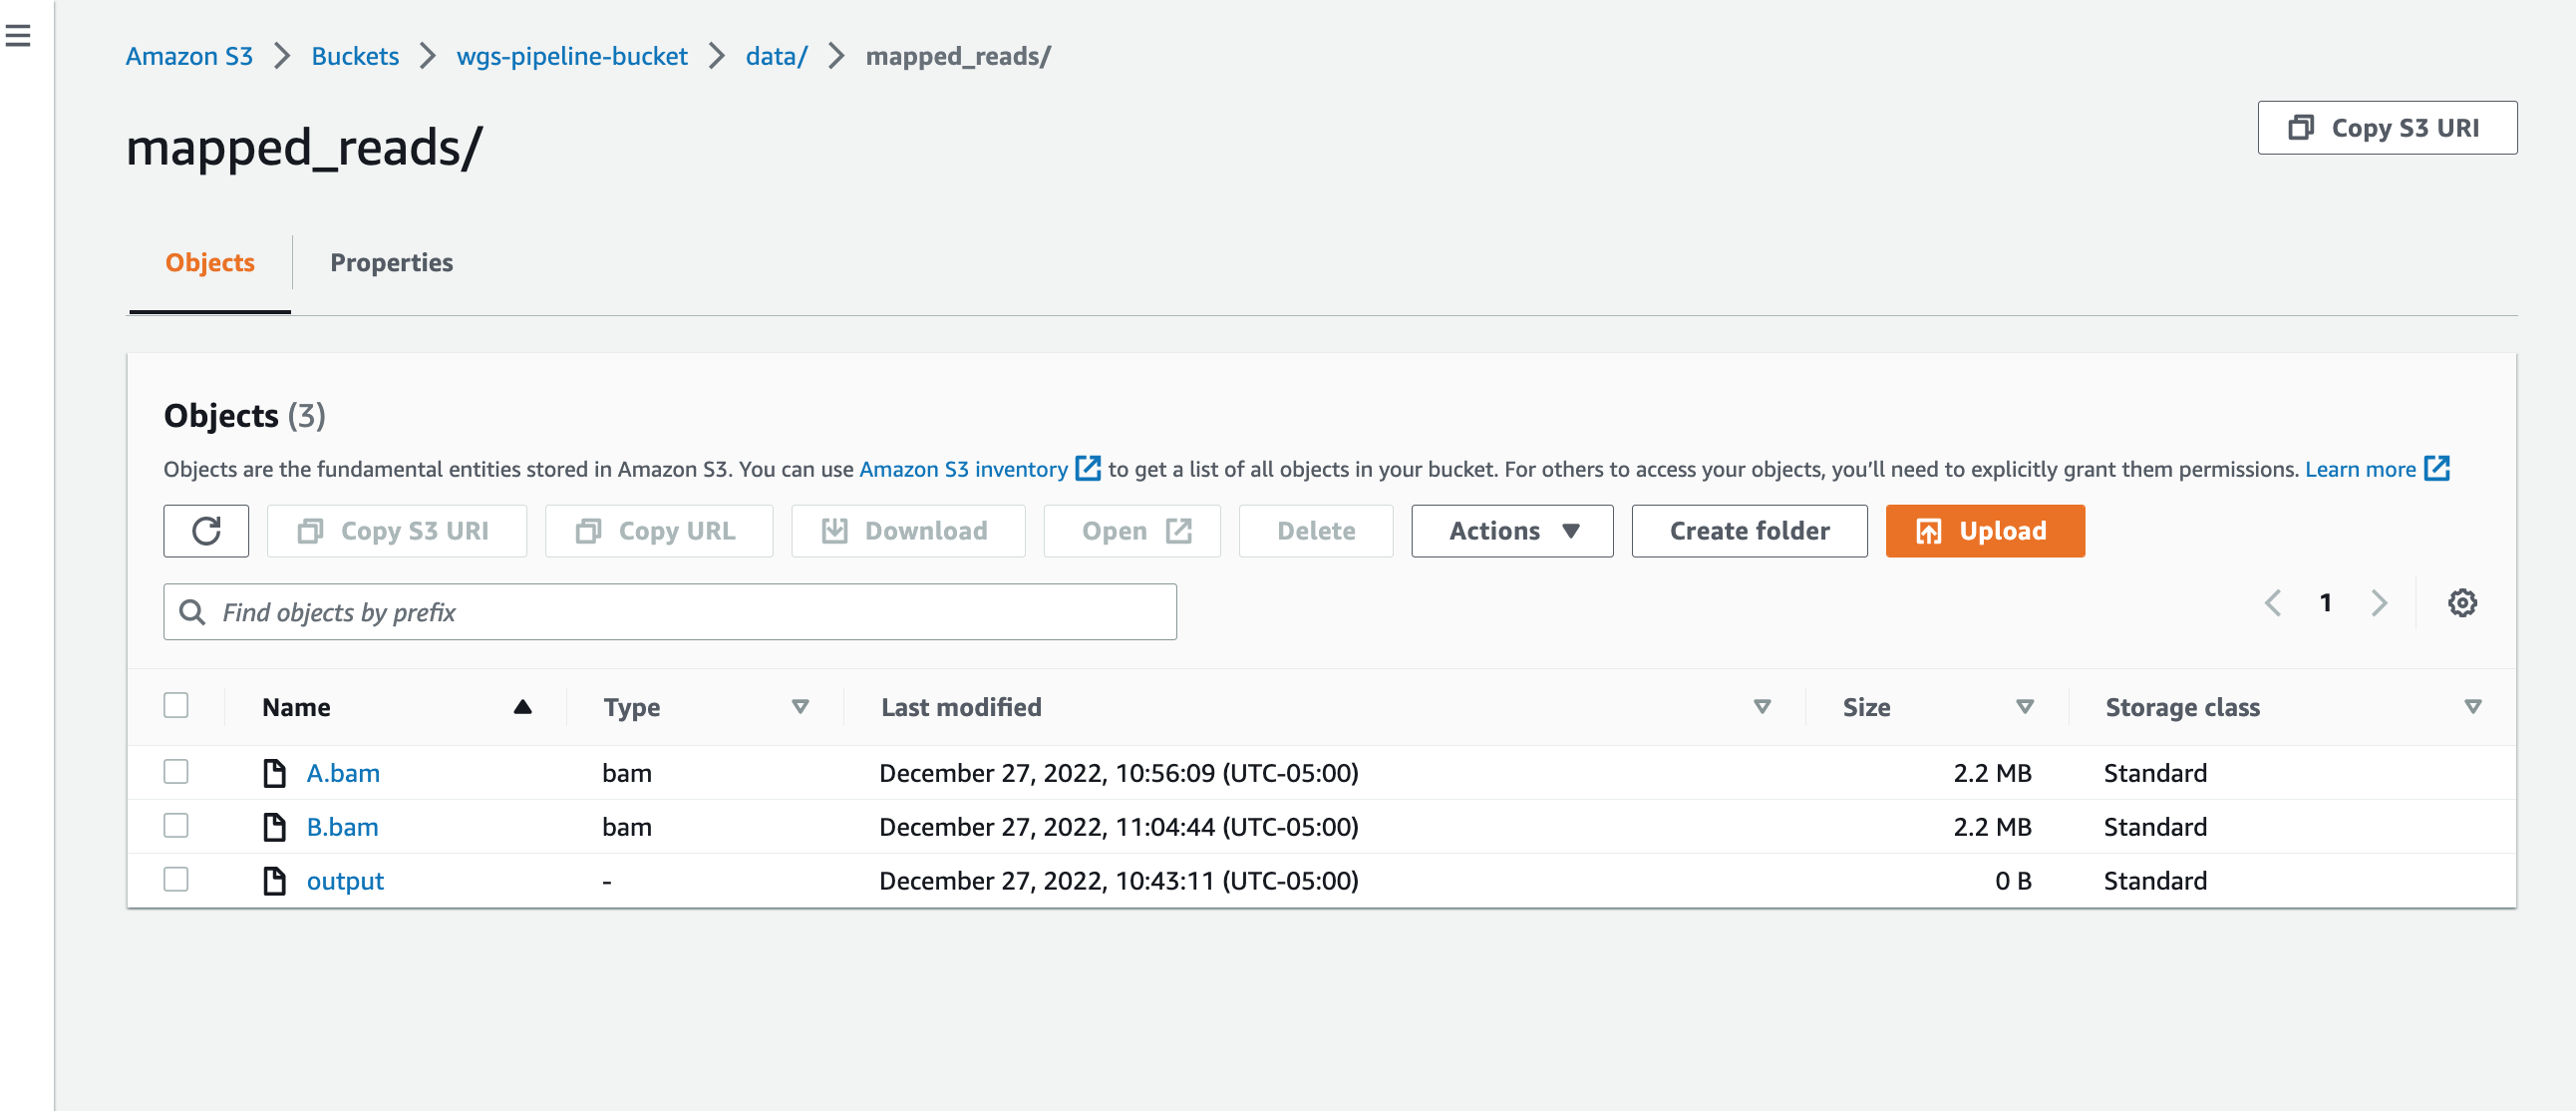 Amazon S3 > Buckets > wgs-pipeline-bucket > data/ > mapped_reads/
mapped_reads/
Copy S3 URI
Objects
Properties
Objects (3)
Objects are the fundamental entities stored in Amazon S3. You can use Amazon S3 inventory to get a list of all objects in your bucket. For others to access your objects, you’ll need to explicitly grant them permissions. Learn more
Copy S3 URI Copy URL Download Open Delete Actions Create folder Upload
Find objects by prefix 1
Name Type Last modified Size Storage class
A.bam bam December 27, 2022, 10:56:09 (UTC-05:00) 2.2 MB Standard
B.bam bam December 27, 2022, 11:04:44 (UTC-05:00) 2.2 MB Standard
output - December 27, 2022, 10:43:11 (UTC-05:00) 0 B Standard